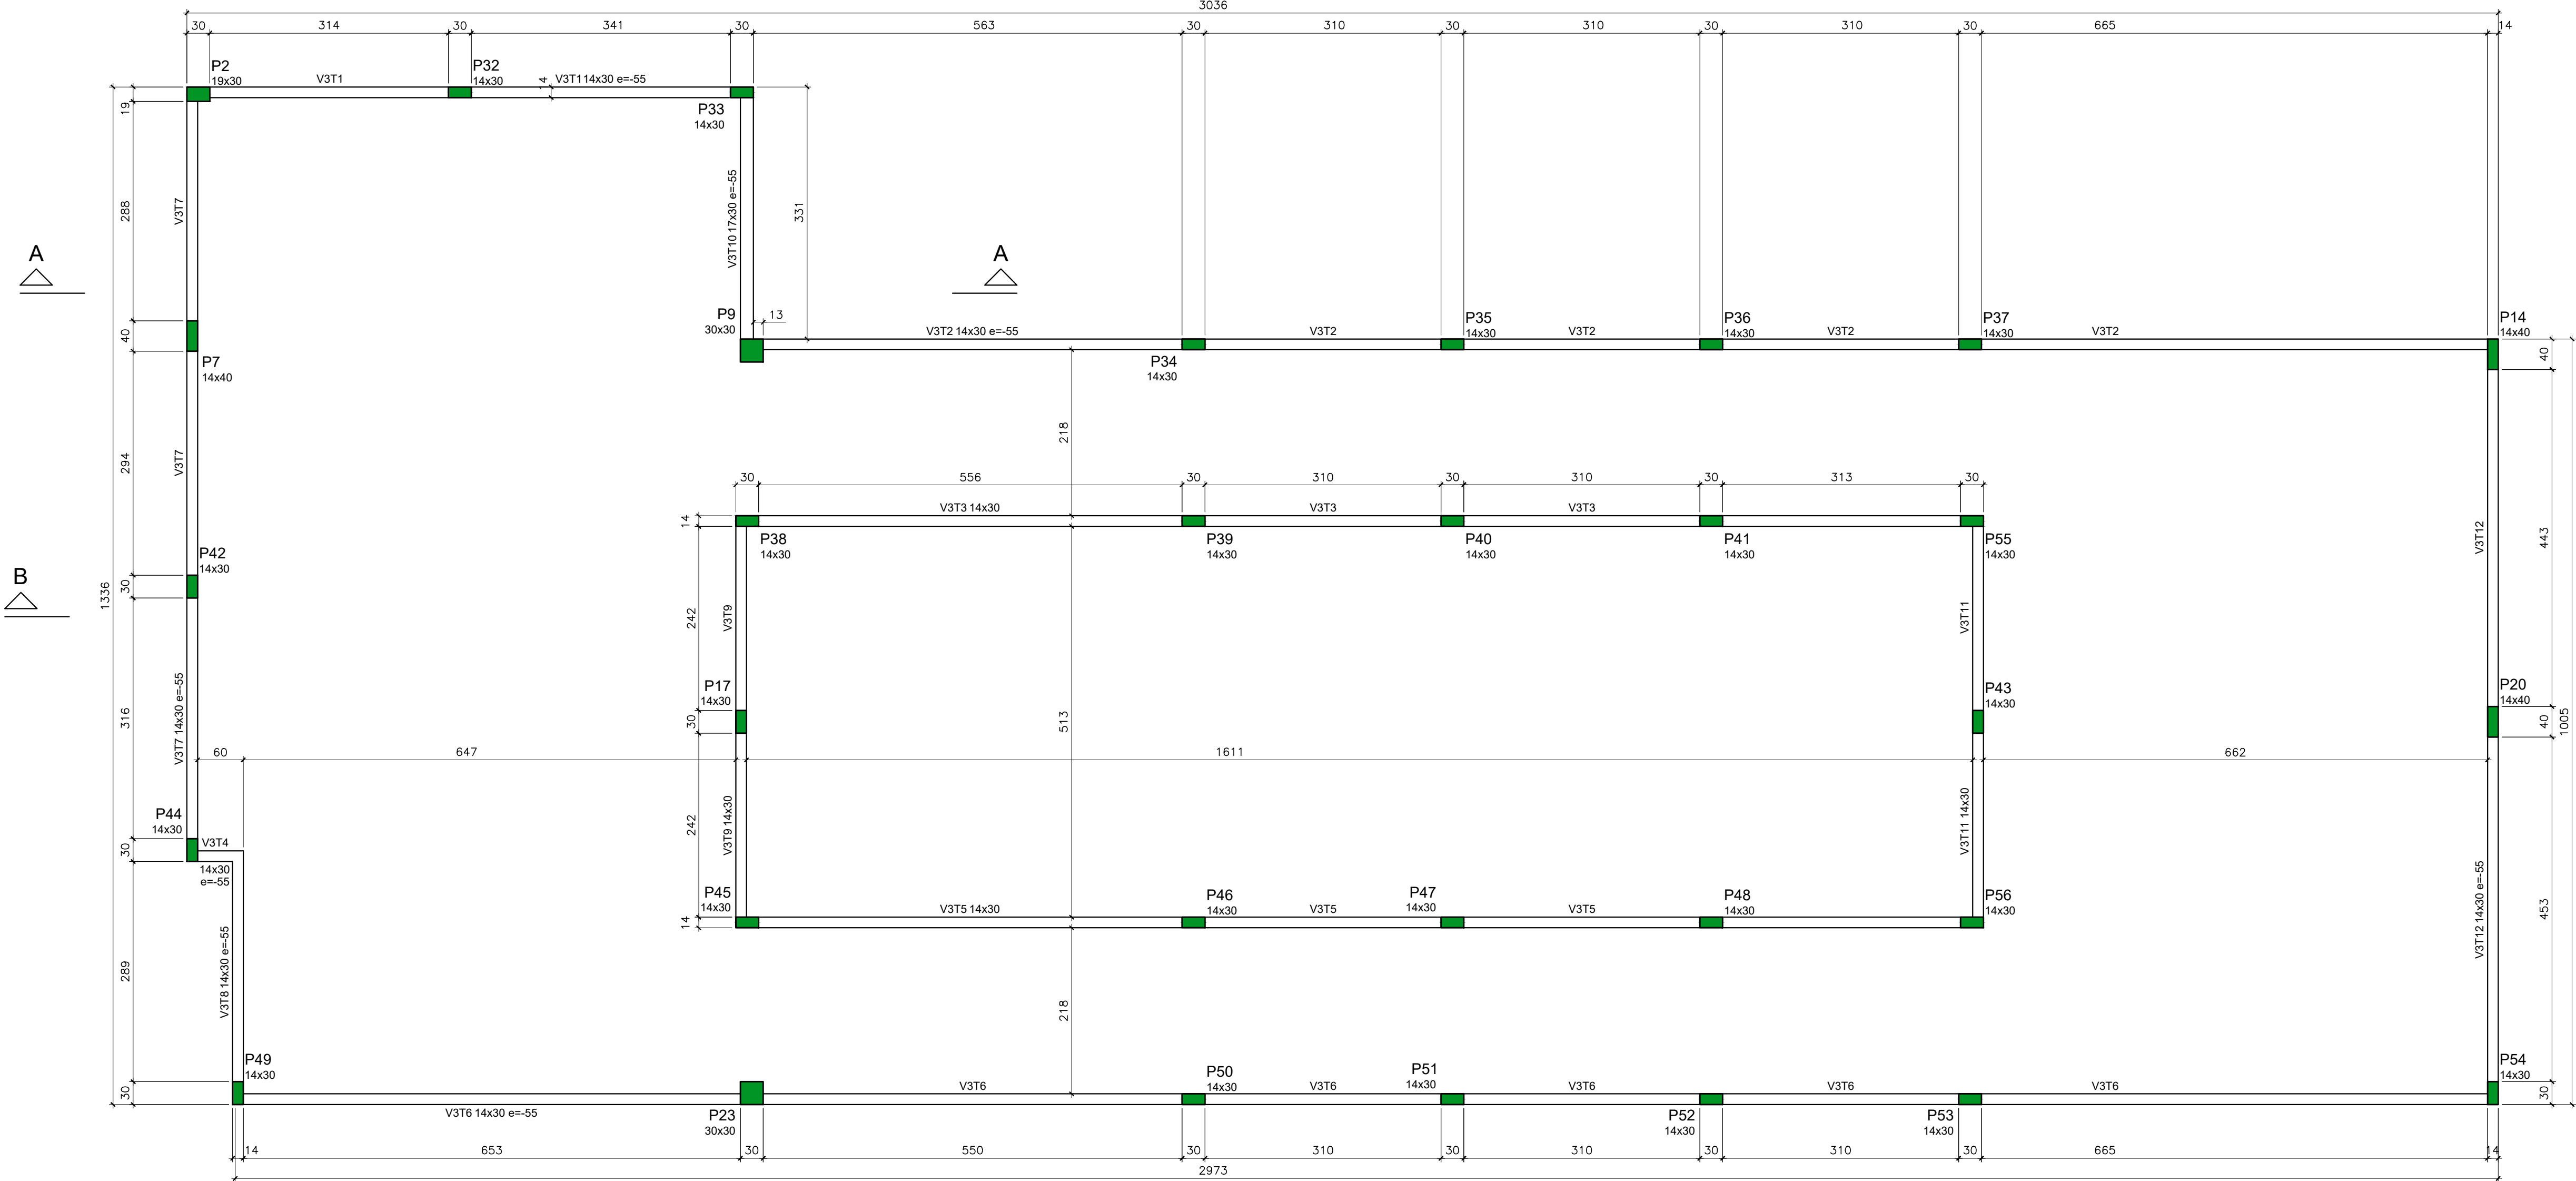 3036
30 314 30 341 30 563 30 310 30 310 30 310 30 665 14
P2
19x30
V3T1
P32
14x30
14
V3T1 14x30 e=-55
P33
14x30
19
288
V3T7
V3T10 17x30 e=-55
331
A
A
40
P7
14x40
P9
30x30
13
V3T2 14x30 e=-55
P34
14x30
V3T2
P35
14x30
V3T2
P36
14x30
V3T2
P37
14x30
V3T2
P14
14x40
40
294
V3T7
218
30 556 30 310 30 310 30 313 30
V3T3 14x30
V3T3
V3T3
14
P38
14x30
P39
14x30
P40
14x30
P41
14x30
P55
14x30
V3T12
443
B
P42
14x30
30
1336
242
V3T9
V3T11
316
V3T7 14x30 e=-55
P17
14x30
30
513
P43
14x30
P20
14x40
40
1005
60 647 1611 662
P44
14x30
30
V3T4
14x30
e=-55
242
V3T9 14x30
V3T11 14x30
V3T12 14x30 e=-55
453
P45
14x30
14
V3T5 14x30
P46
14x30
V3T5
P47
14x30
V3T5
P48
14x30
P56
14x30
289
V3T8 14x30 e=-55
218
P49
14x30
30
V3T6 14x30 e=-55
P23
30x30
V3T6
P50
14x30
V3T6
P51
14x30
V3T6
P52
14x30
V3T6
P53
14x30
V3T6
P54
14x30
30
14 653 30 550 30 310 30 310 30 310 30 665 14
2973